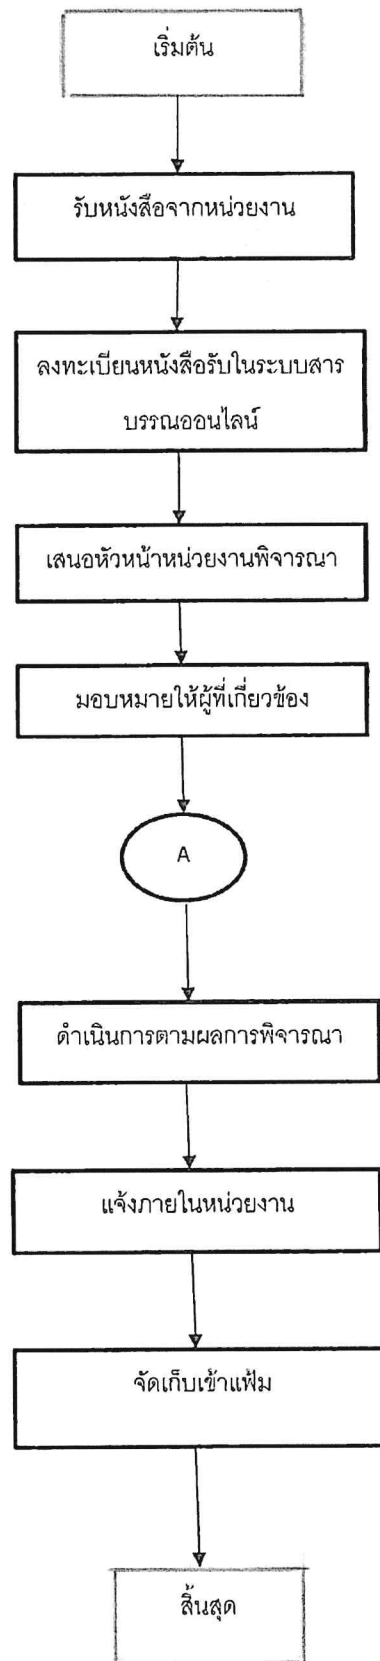 เริ่มต้น
รับหนังสือจากหน่วยงาน
ลงทะเบียนหนังสือรับในระบบสาร
บรรณออนไลน์
เสนอหัวหน้าหน่วยงานพิจารณา
มอบหมายให้ผู้ที่เกี่ยวข้อง
A
ดำเนินการตามผลการพิจารณา
แจ้งภายในหน่วยงาน
จัดเก็บเข้าแฟ้ม
สิ้นสุด